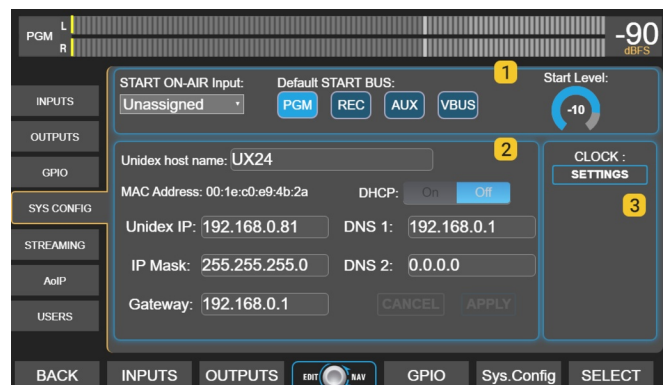 PGM L R -90 dBFS
START ON-AIR Input: Default START BUS: 1 Start Level:
Unassigned PGM REC AUX VBUS -10
INPUTS
OUTPUTS
GPIO
SYS CONFIG
STREAMING
AoIP
USERS
Unidex host name: UX24 2
MAC Address: 00:1e:c0:e9:4b:2a DHCP: On Off
Unidex IP: 192.168.0.81 DNS 1: 192.168.0.1
IP Mask: 255.255.255.0 DNS 2: 0.0.0.0
Gateway: 192.168.0.1 CANCEL APPLY
CLOCK :
SETTINGS
3
BACK INPUTS OUTPUTS EDIT NAV GPIO Sys.Config SELECT